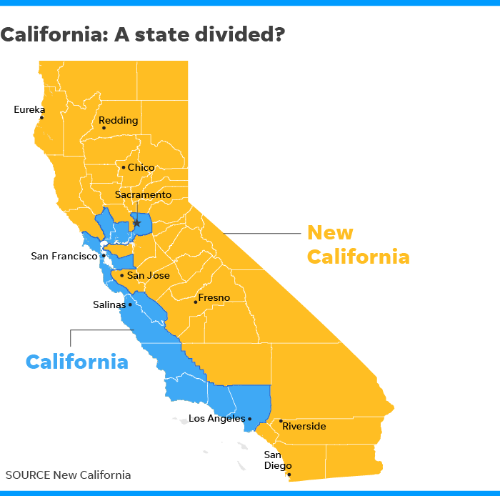 California: A state divided?
Eureka
Redding
Chico
Sacramento
New
California
San Francisco
San Jose
Salinas
Fresno
California
Los Angeles
Riverside
San
Diego
SOURCE New California